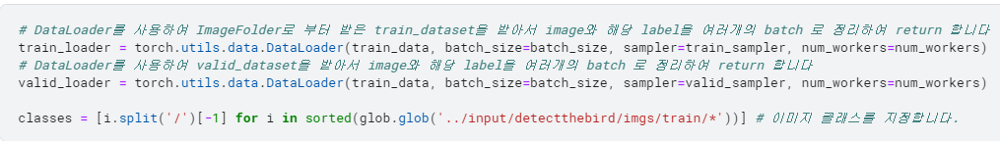 # DataLoader를 사용하여 ImageFolder로 부터 받은 train_dataset을 받아서 image와 해당 label을 여러개의 batch 로 정리하여 return 합니다
train_loader = torch.utils.data.DataLoader(train_data, batch_size=batch_size, sampler=train_sampler, num_workers=num_workers)
# DataLoader를 사용하여 valid_dataset을 받아서 image와 해당 label을 여러개의 batch 로 정리하여 return 합니다
valid_loader = torch.utils.data.DataLoader(train_data, batch_size=batch_size, sampler=valid_sampler, num_workers=num_workers)
classes = [i.split('/')[-1] for i in sorted(glob.glob('../input/detectthebird/imgs/train/*'))] # 이미지 클래스를 지정합니다.